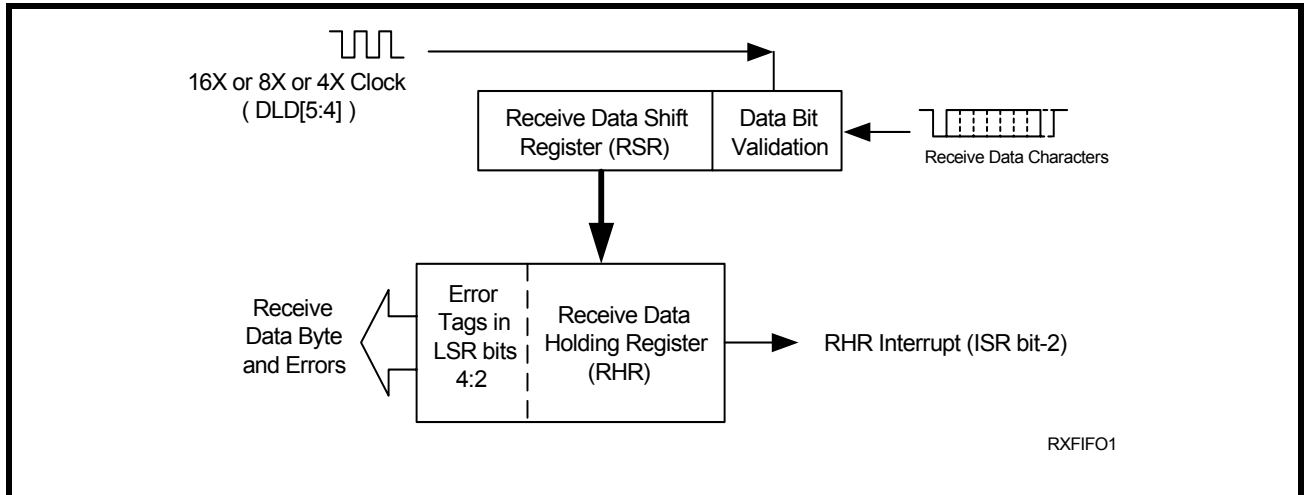 16X or 8X or 4X Clock
( DLD[5:4] )
Receive Data Shift
Register (RSR)
Data Bit
Validation
Receive Data Characters
Receive
Data Byte
and Errors
Error
Tags in
LSR bits
4:2
Receive Data
Holding Register
(RHR)
RHR Interrupt (ISR bit-2)
RXFIFO1